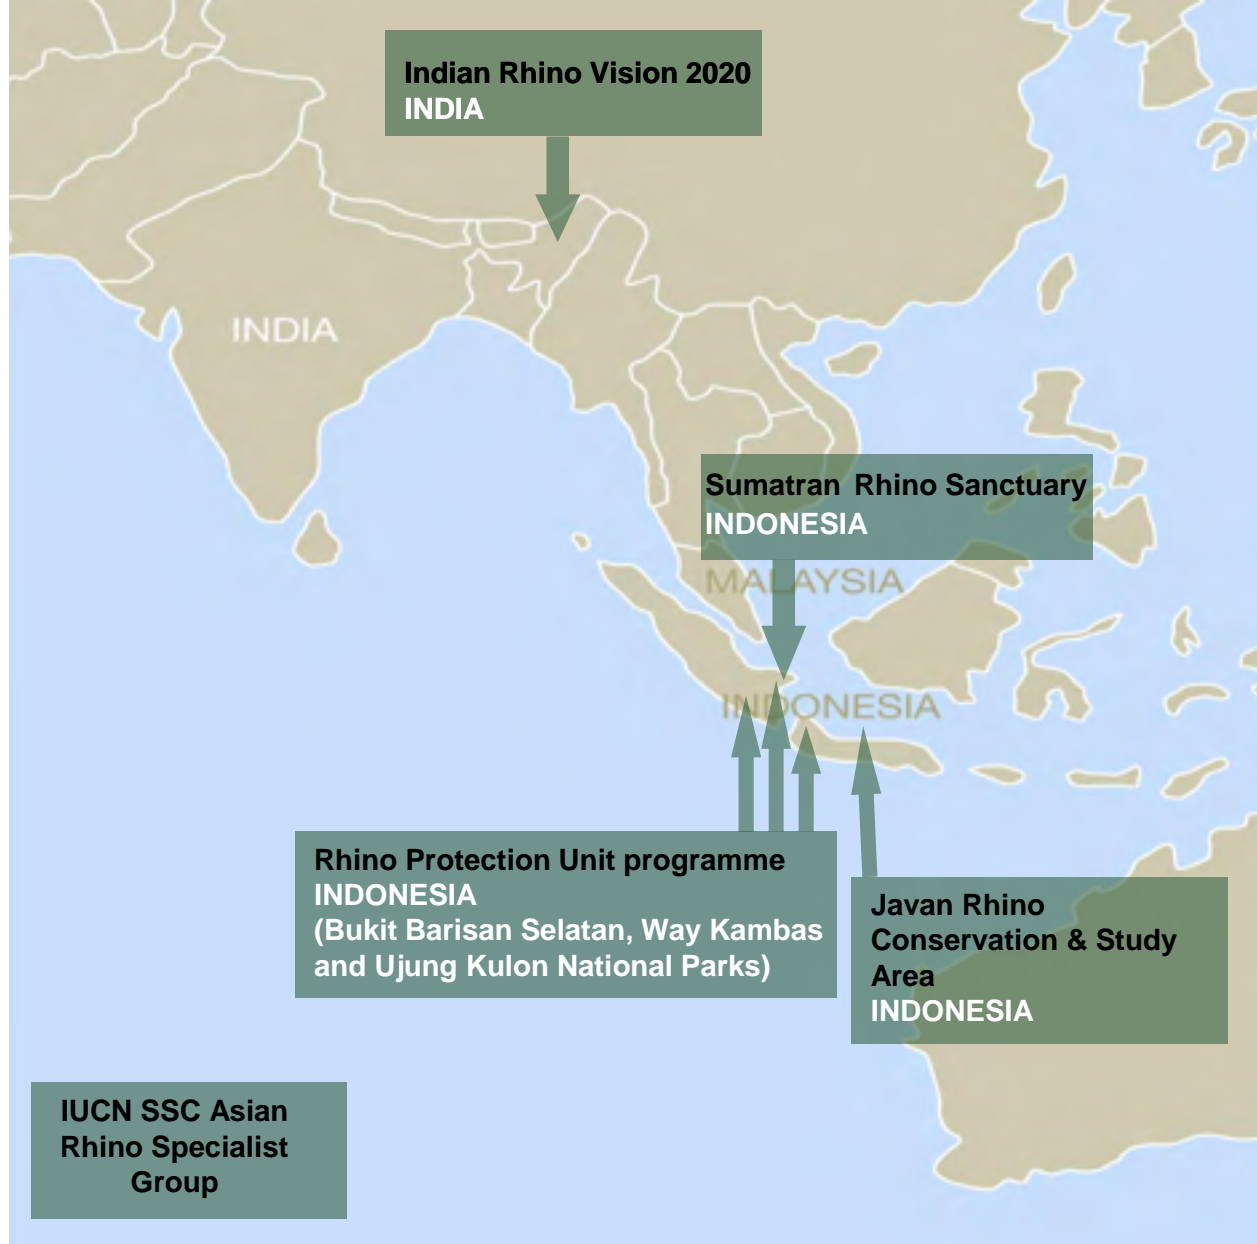 Indian Rhino Vision 2020
INDIA
INDIA
Sumatran Rhino Sanctuary
INDONESIA
MALAYSIA
INDONESIA
Rhino Protection Unit programme
INDONESIA
(Bukit Barisan Selatan, Way Kambas
and Ujung Kulon National Parks)
Javan Rhino
Conservation & Study
Area
INDONESIA
IUCN SSC Asian
Rhino Specialist
Group